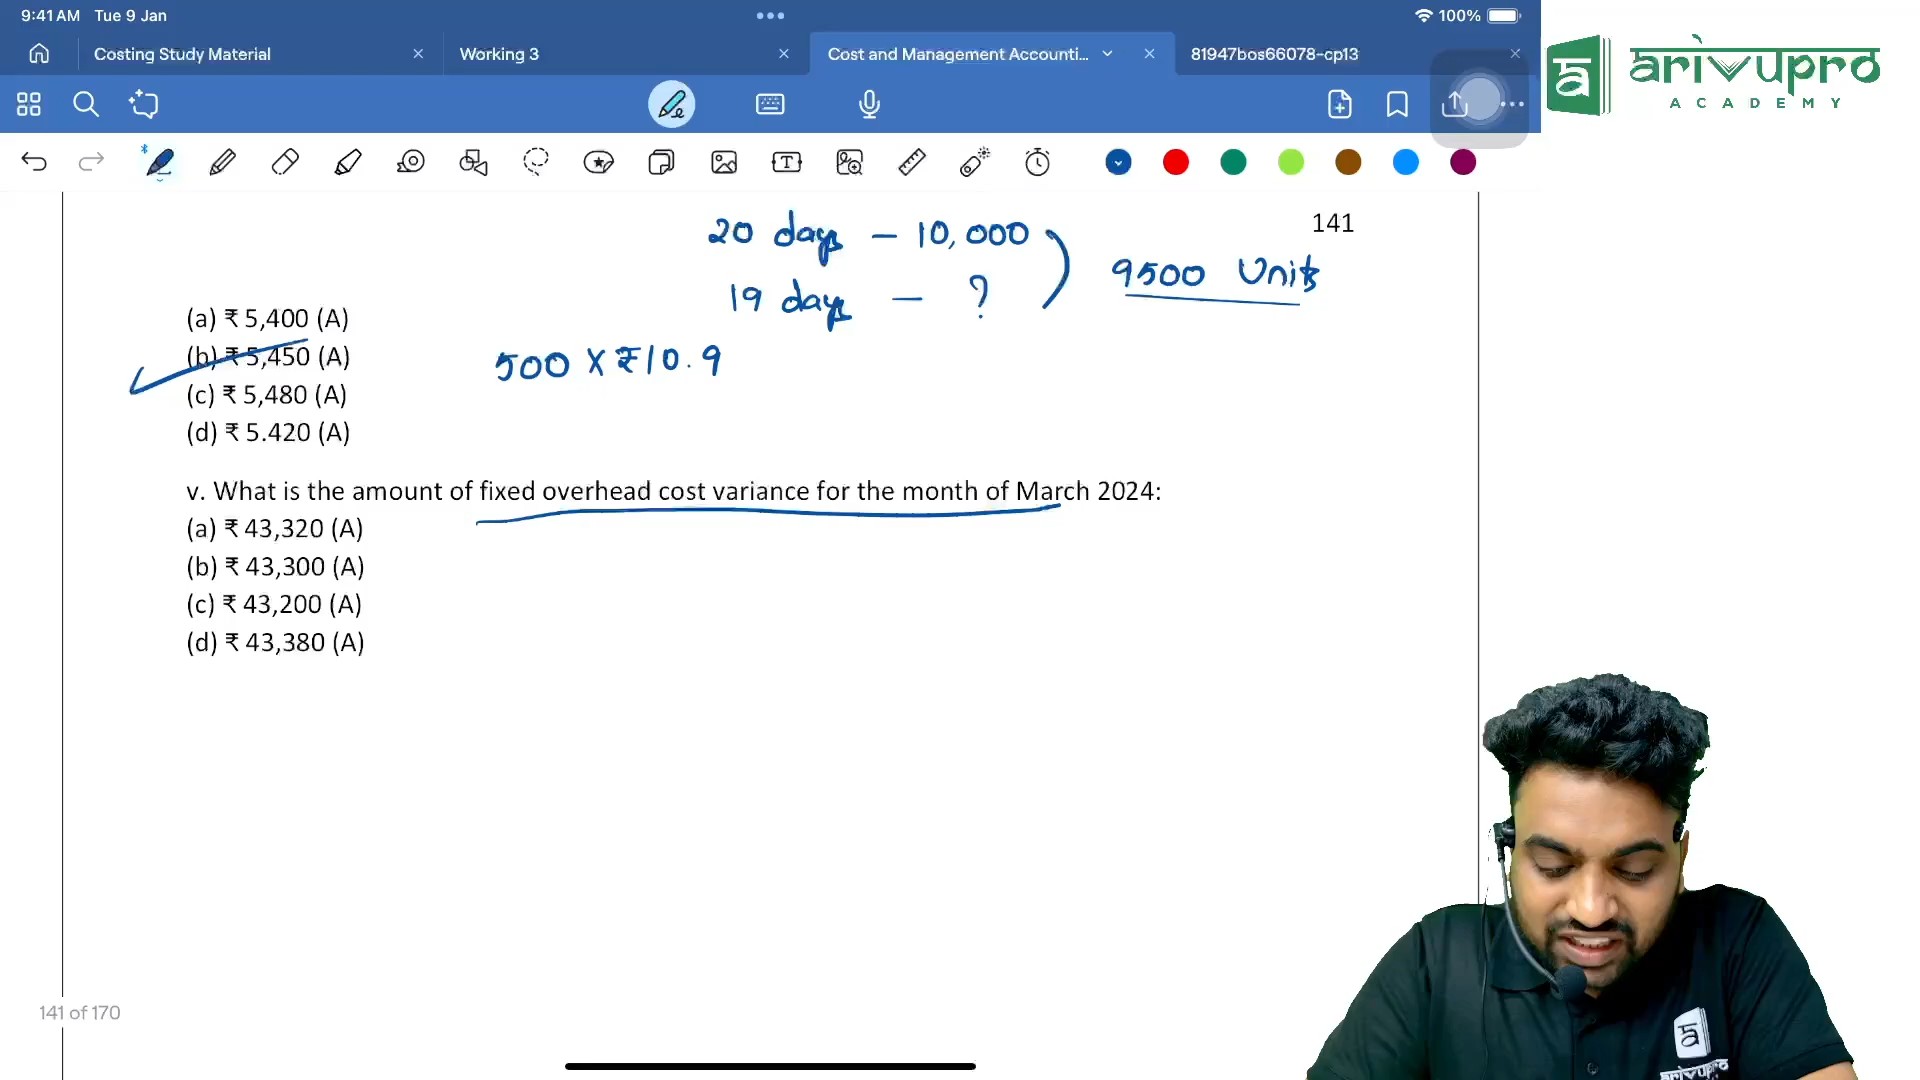 9:41 AM Tue 9 Jan
100%
Costing Study Material
Working 3
Cost and Management Accounti...
81947bos66078-cp13
arivupro
ACADEMY
141
20 days – 10,000
19 days – ?
9500 Units
(a) ₹ 5,400 (A)
(b) ₹ 5,450 (A)
(c) ₹ 5,480 (A)
(d) ₹ 5.420 (A)
500 x ₹10.9
v. What is the amount of fixed overhead cost variance for the month of March 2024:
(a) ₹ 43,320 (A)
(b) ₹ 43,300 (A)
(c) ₹ 43,200 (A)
(d) ₹ 43,380 (A)
141 of 170
arivupro